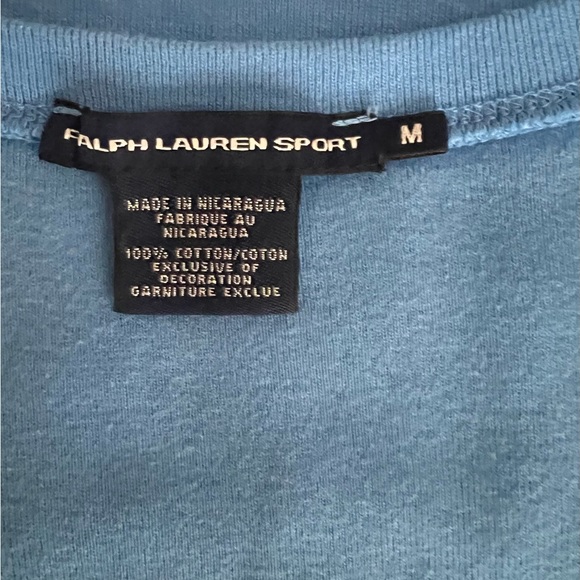 RALPH LAUREN SPORT
M
MADE IN NICARAGUA
FABRIQUE AU
NICARAGUA
100% COTTON/COTON
EXCLUSIVE OF
DECORATION
GARNITURE EXCLUE